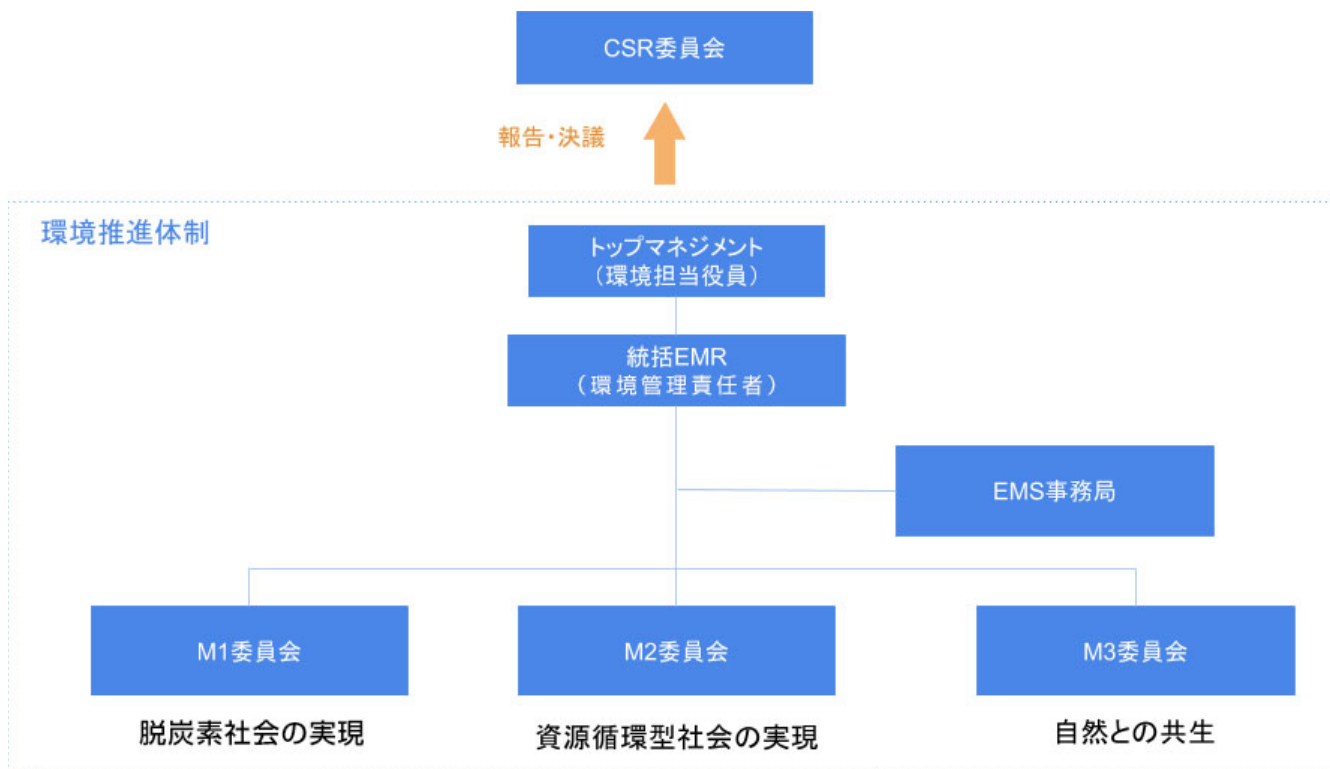 CSR委員会
報告・決議
環境推進体制
トップマネジメント
（環境担当役員）
統括EMR
（環境管理責任者）
EMS事務局
M1委員会
M2委員会
M3委員会
脱炭素社会の実現
資源循環型社会の実現
自然との共生